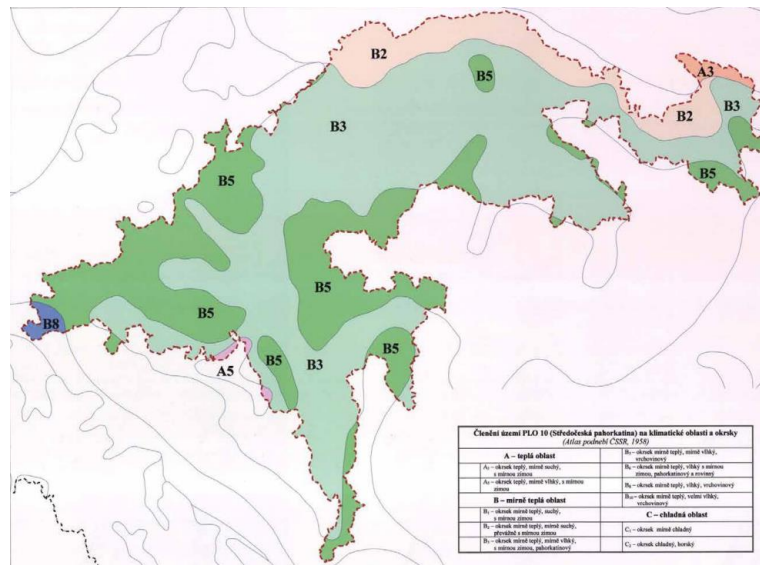 B2
A3
B5
B3
B3
B2
B5
B5
B5
B5
B8
B5
B3
B5
A5
Členění území PLO 10 (Středočeská pahorkatina) na klimatické oblasti a okrsky
(Atlas podnebí ČSSR, 1958)
A – teplá oblast
A₃ – okrsek teplý, mírně suchý,
s mírnou zimou
A₅ – okrsek teplý, mírně vlhký, s mírnou
zimou
B – mírně teplá oblast
B₁ – okrsek mírně teplý, suchý,
s mírnou zimou
B₂ – okrsek mírně teplý, mírně suchý,
převážně s mírnou zimou
B₃ – okrsek mírně teplý, mírně vlhký,
s mírnou zimou, pahorkatinový
B₅ – okrsek mírně teplý, mírně vlhký,
vrchovinový
B₆ – okrsek mírně teplý, vlhký s mírnou
zimou, pahorkatinový a rovinný
B₈ – okrsek mírně teplý, vlhký, vrchovinový
B₁₀ – okrsek mírně teplý, velmi vlhký,
vrchovinový
C – chladná oblast
C₁ – okrsek mírně chladný
C₂ – okrsek chladný, horský